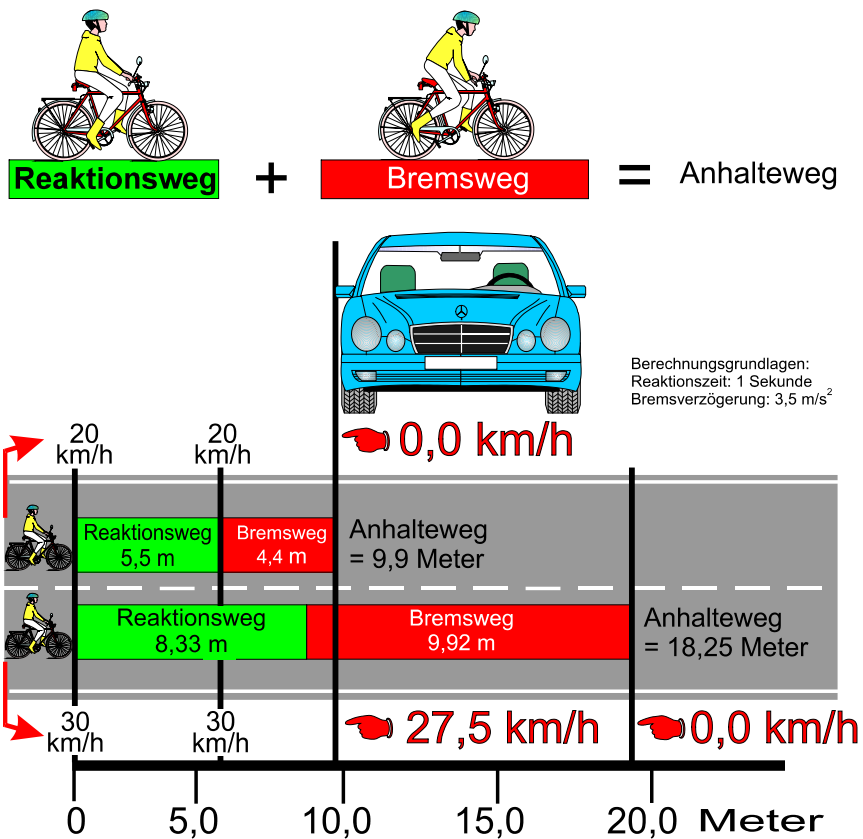 Reaktionsweg + Bremsweg = Anhalteweg
Berechnungsgrundlagen:
Reaktionszeit: 1 Sekunde
Bremsverzögerung: 3,5 m/s²
0,0 km/h
20
km/h
20
km/h
Reaktionsweg
5,5 m
Bremsweg
4,4 m
Anhalteweg
= 9,9 Meter
Reaktionsweg
8,33 m
Bremsweg
9,92 m
Anhalteweg
= 18,25 Meter
30
km/h
30
km/h
27,5 km/h
0,0 km/h
0 5,0 10,0 15,0 20,0 Meter